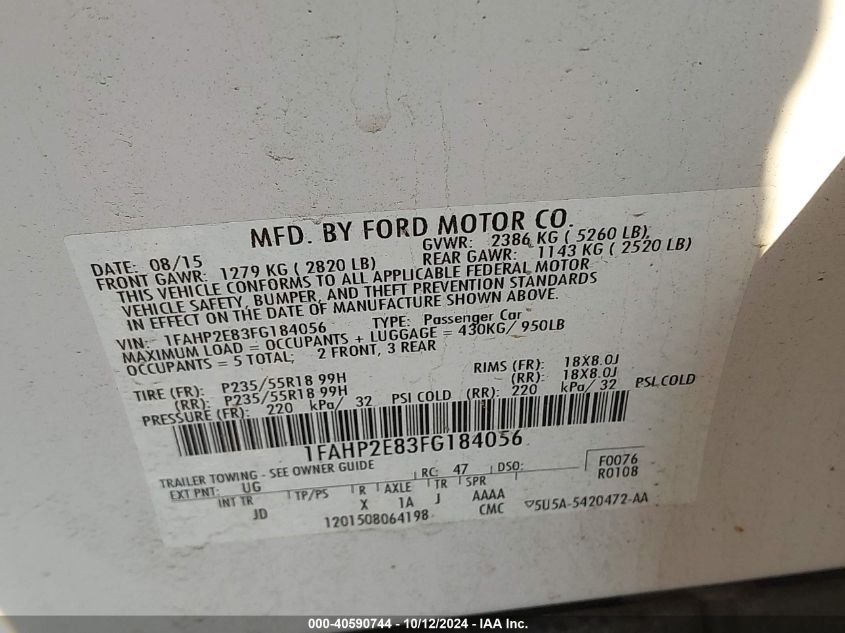 MFD. BY FORD MOTOR CO.
DATE: 08/15 GVWR: 2386 KG ( 5260 LB),
FRONT GAWR: 1279 KG ( 2820 LB) REAR GAWR: 1143 KG ( 2520 LB)
THIS VEHICLE CONFORMS TO ALL APPLICABLE FEDERAL MOTOR
VEHICLE SAFETY, BUMPER, AND THEFT PREVENTION STANDARDS
IN EFFECT ON THE DATE OF MANUFACTURE SHOWN ABOVE.
VIN: 1FAHP2E83FG184056 TYPE: Passenger Car
MAXIMUM LOAD = OCCUPANTS + LUGGAGE = 430KG/ 950LB
OCCUPANTS = 5 TOTAL; 2 FRONT, 3 REAR
TIRE (FR): P235/55R18 99H RIMS (FR): 18X8.0J
(RR): P235/55R18 99H (RR): 18X8.0J
PRESSURE (FR): 220 kPa/ 32 PSI COLD (RR): 220 kPa/ 32 PSI COLD
1FAHP2E83FG184056
TRAILER TOWING - SEE OWNER GUIDE RC: 47 DSO: F0076
EXT PNT: UG R0108
INT TR TP/PS R AXLE TR SPR
JD X 1A J AAAA
1201508064198 CMC ▽5U5A-5420472-AA
000-40590744 - 10/12/2024 - IAA Inc.